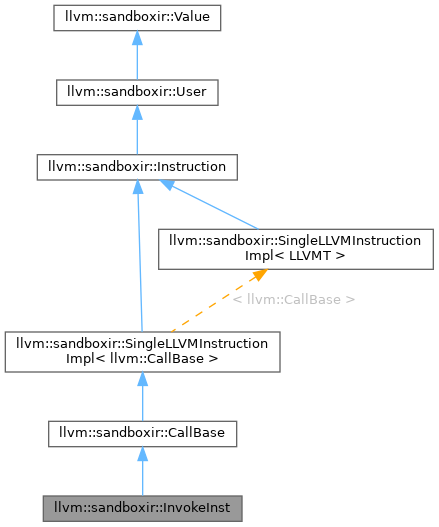 llvm::sandboxir::Value
llvm::sandboxir::User
llvm::sandboxir::Instruction
llvm::sandboxir::SingleLLVMInstruction
Impl< LLVMT >
< llvm::CallBase >
llvm::sandboxir::SingleLLVMInstruction
Impl< llvm::CallBase >
llvm::sandboxir::CallBase
llvm::sandboxir::InvokeInst